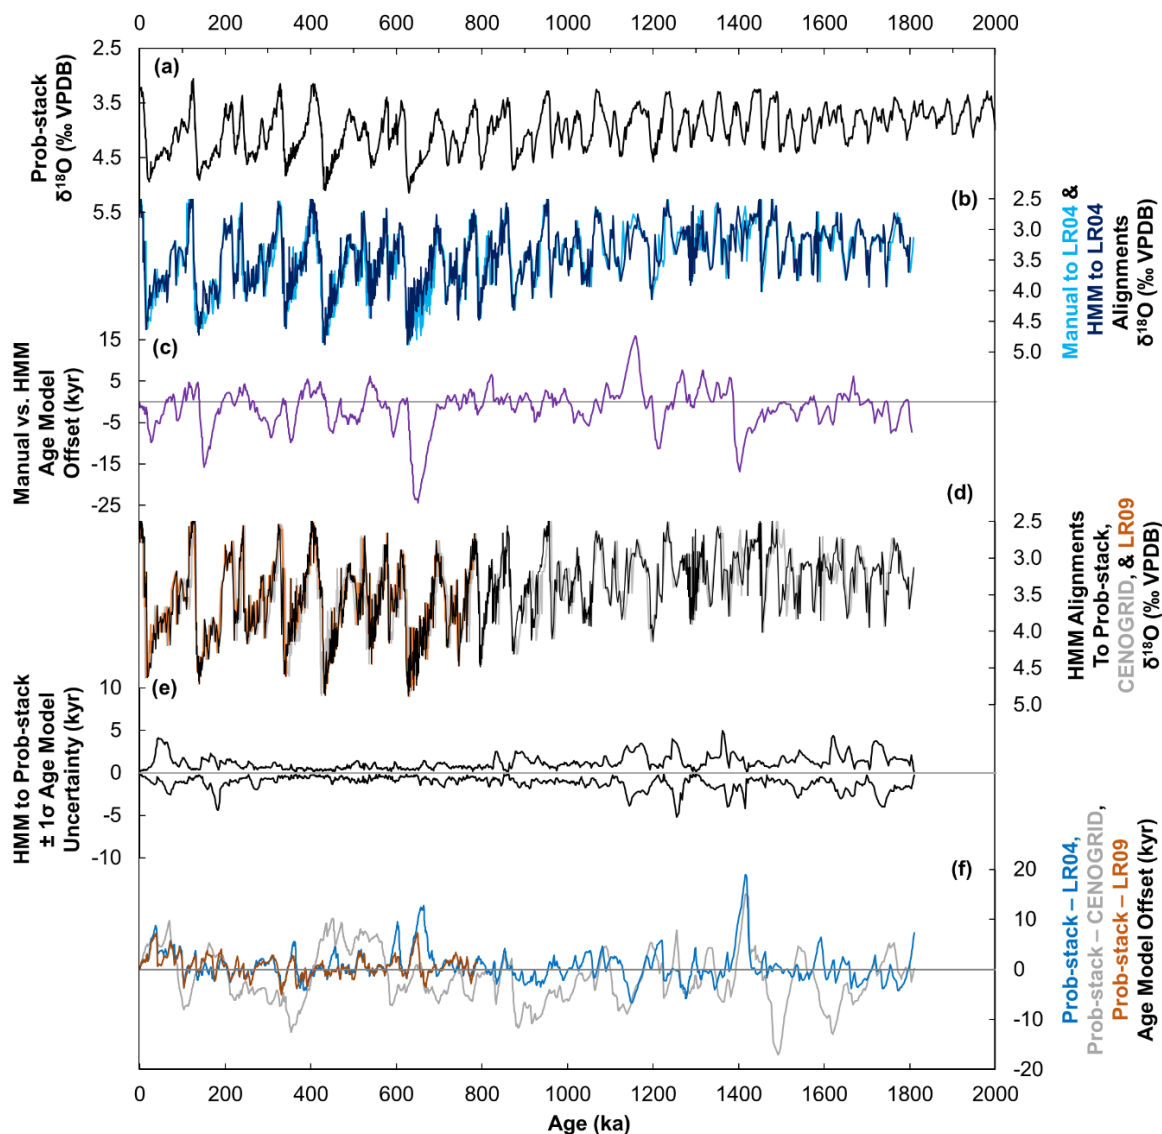 0 200 400 600 800 1000 1200 1400 1600 1800 2000
(a)
Prob-stack
δ¹⁸O (‰ VPDB)
2.5
3.5
4.5
5.5
(b)
Manual to LR04 &
HMM to LR04
Alignments
δ¹⁸O (‰ VPDB)
2.5
3.0
3.5
4.0
4.5
5.0
(c)
Manual vs. HMM
Age Model
Offset (kyr)
15
5
-5
-15
-25
(d)
HMM Alignments
To Prob-stack,
CENOGRID, & LR09
δ¹⁸O (‰ VPDB)
2.5
3.0
3.5
4.0
4.5
5.0
(e)
HMM to Prob-stack
± 1σ Age Model
Uncertainty (kyr)
10
5
0
-5
-10
(f)
Prob-stack – LR04,
Prob-stack – CENOGRID,
Prob-stack – LR09
Age Model Offset (kyr)
20
10
0
-10
-20
0 200 400 600 800 1000 1200 1400 1600 1800 2000
Age (ka)